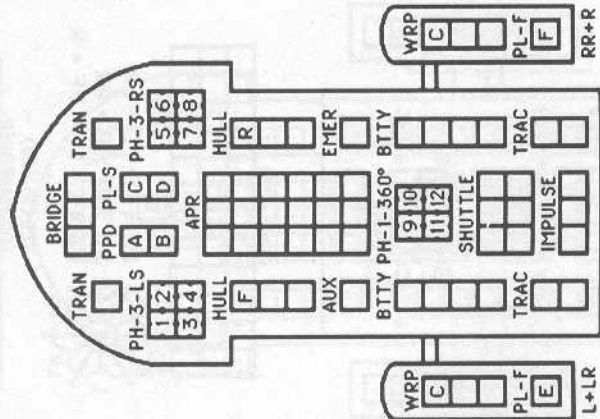 BRIDGE
TRAN
TRAN
PPD
PL-S
A
B
C
D
PH-3-LS
1 2
3 4
PH-3-RS
5 6
7 8
HULL
F
APR
HULL
R
AUX
EMER
BTTY
PH-1-360°
9 10
11 12
BTTY
SHUTTLE
TRAC
IMPULSE
TRAC
WRP
C
PL-F
E
L+LR
WRP
C
PL-F
F
RR+R